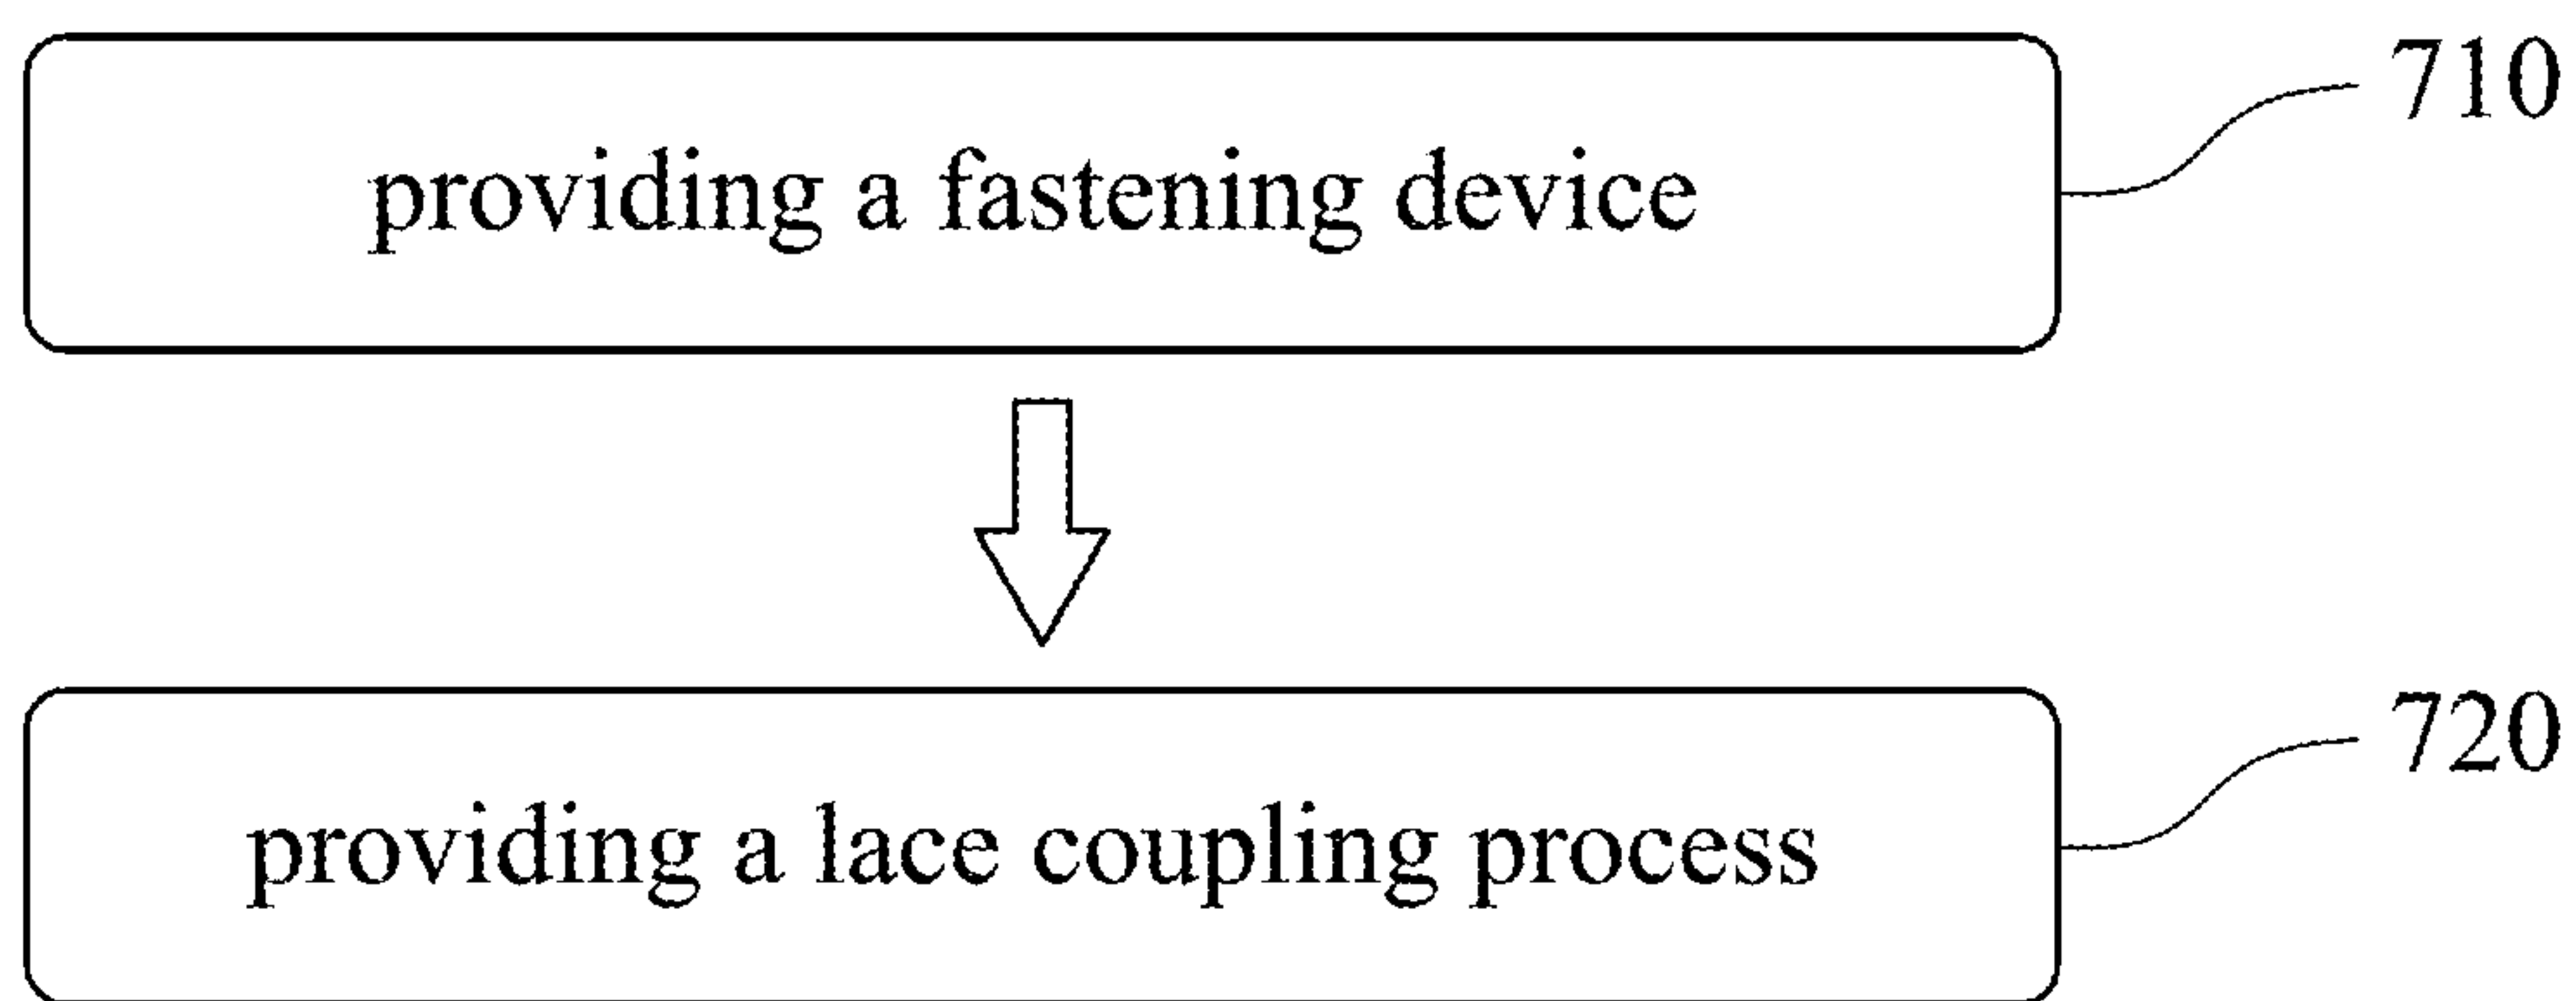 710
providing a fastening device
720
providing a lace coupling process